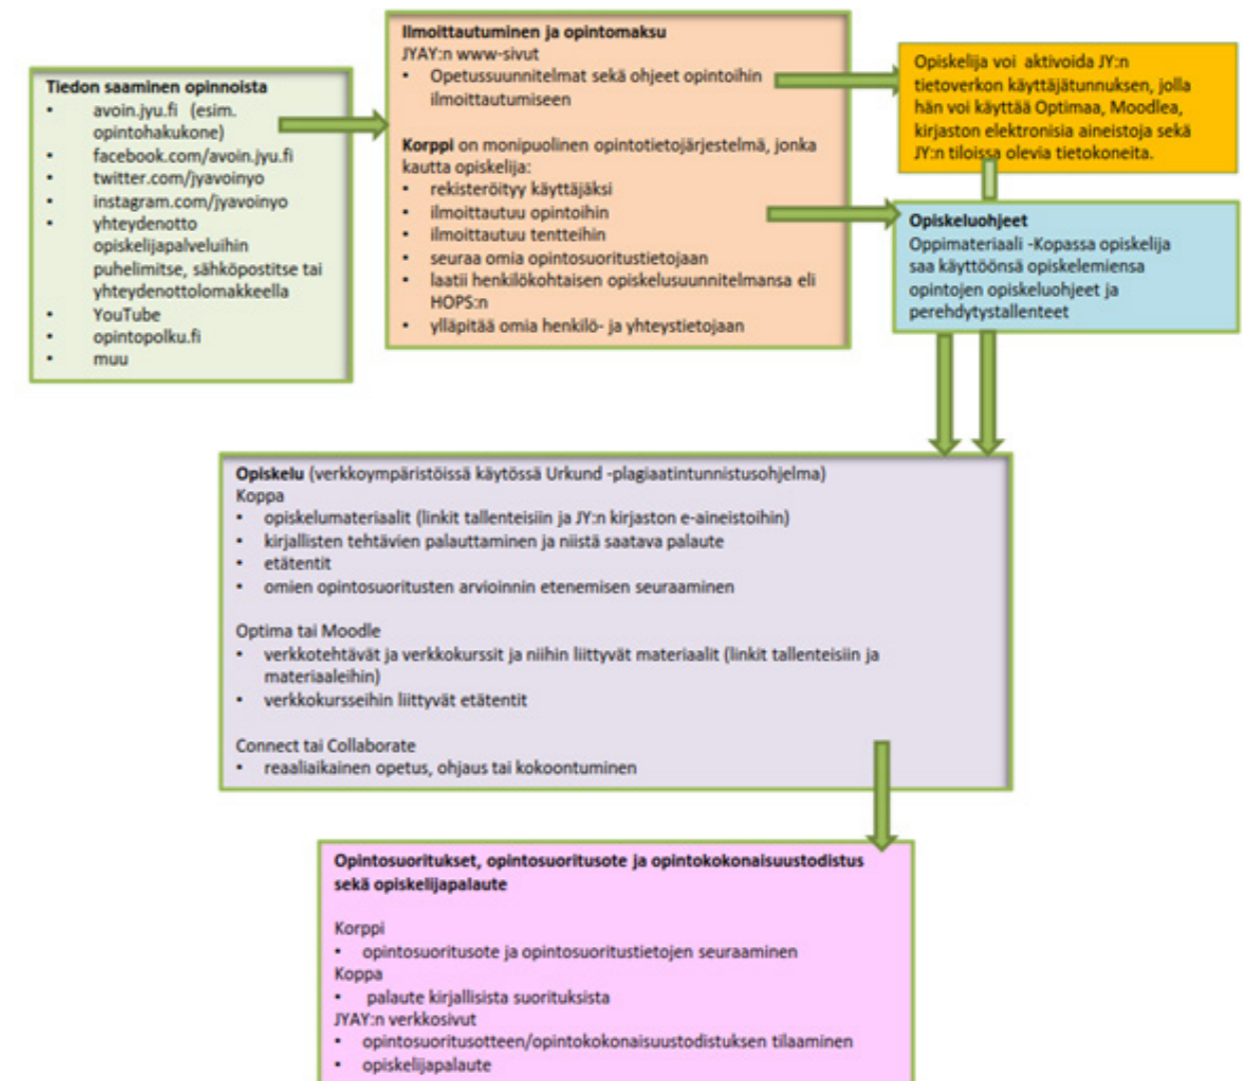 Tiedon saaminen opinnoista
• avoin.jyu.fi (esim.
opintohakukone)
• facebook.com/avoin.jyu.fi
• twitter.com/jyavoinyo
• instagram.com/jyavoinyo
• yhteydenotto
opiskelijapalveluihin
puhelimitse, sähköpostitse tai
yhteydenottolomakkeella
• YouTube
• opintopolku.fi
• muu
Ilmoittautuminen ja opintomaksu
JYAY:n www-sivut
• Opetussuunnitelmat sekä ohjeet opintoihin
ilmoittautumiseen
Korppi on monipuolinen opintotietojärjestelmä, jonka
kautta opiskelija:
• rekisteröityy käyttäjäksi
• ilmoittautuu opintoihin
• ilmoittautuu tentteihin
• seuraa omia opintosuoritustietojaan
• laatii henkilökohtaisen opiskelusuunnitelmansa eli
HOPS:n
• ylläpitää omia henkilö- ja yhteystietojaan
Opiskelija voi aktivoida JY:n
tietoverkon käyttäjätunnuksen, jolla
hän voi käyttää Optimaa, Moodlea,
kirjaston elektronisia aineistoja sekä
JY:n tiloissa olevia tietokoneita.
Opiskeluohjeet
Oppimateriaali -Kopassa opiskelija
saa käyttöönsä opiskelemiensa
opintojen opiskeluohjeet ja
perehdytystallenteet
Opiskelu (verkkoympäristöissä käytössä Urkund -plagiaatintunnistusohjelma)
Koppa
• opiskelumateriaalit (linkit tallenteisiin ja JY:n kirjaston e-aineistoihin)
• kirjallisten tehtävien palauttaminen ja niistä saatava palaute
• etätentit
• omien opintosuoritusten arvioinnin etenemisen seuraaminen
Optima tai Moodle
• verkkotehtävät ja verkkokurssit ja niihin liittyvät materiaalit (linkit tallenteisiin ja
materiaaleihin)
• verkkokursseihin liittyvät etätentit
Connect tai Collaborate
• reaaliaikainen opetus, ohjaus tai kokoontuminen
Opintosuoritukset, opintosuoritusote ja opintokokonaisuustodistus
sekä opiskelijapalaute
Korppi
• opintosuoritusote ja opintosuoritustietojen seuraaminen
Koppa
• palaute kirjallisista suorituksista
JYAY:n verkkosivut
• opintosuoritusotteen/opintokokonaisuustodistuksen tilaaminen
• opiskelijapalaute